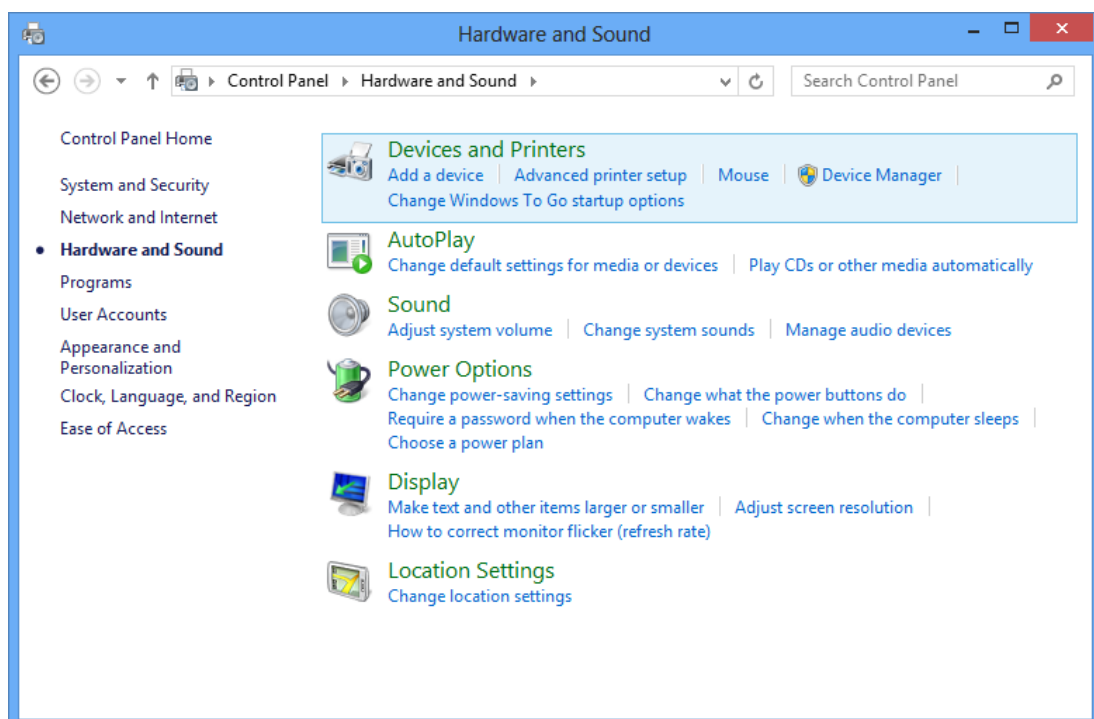 Hardware and Sound
Control Panel Hardware and Sound
Search Control Panel
Control Panel Home
System and Security
Network and Internet
Hardware and Sound
Programs
User Accounts
Appearance and
Personalization
Clock, Language, and Region
Ease of Access
Devices and Printers
Add a device Advanced printer setup Mouse Device Manager
Change Windows To Go startup options
AutoPlay
Change default settings for media or devices Play CDs or other media automatically
Sound
Adjust system volume Change system sounds Manage audio devices
Power Options
Change power-saving settings Change what the power buttons do
Require a password when the computer wakes Change when the computer sleeps
Choose a power plan
Display
Make text and other items larger or smaller Adjust screen resolution
How to correct monitor flicker (refresh rate)
Location Settings
Change location settings